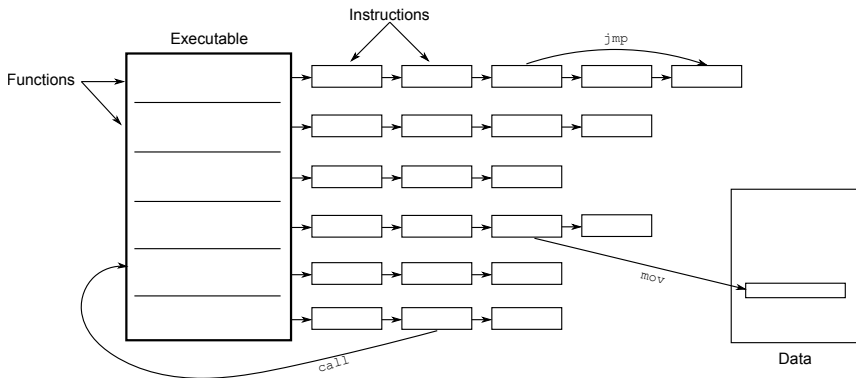 Instructions
Executable
jmp
Functions
mov
call
Data